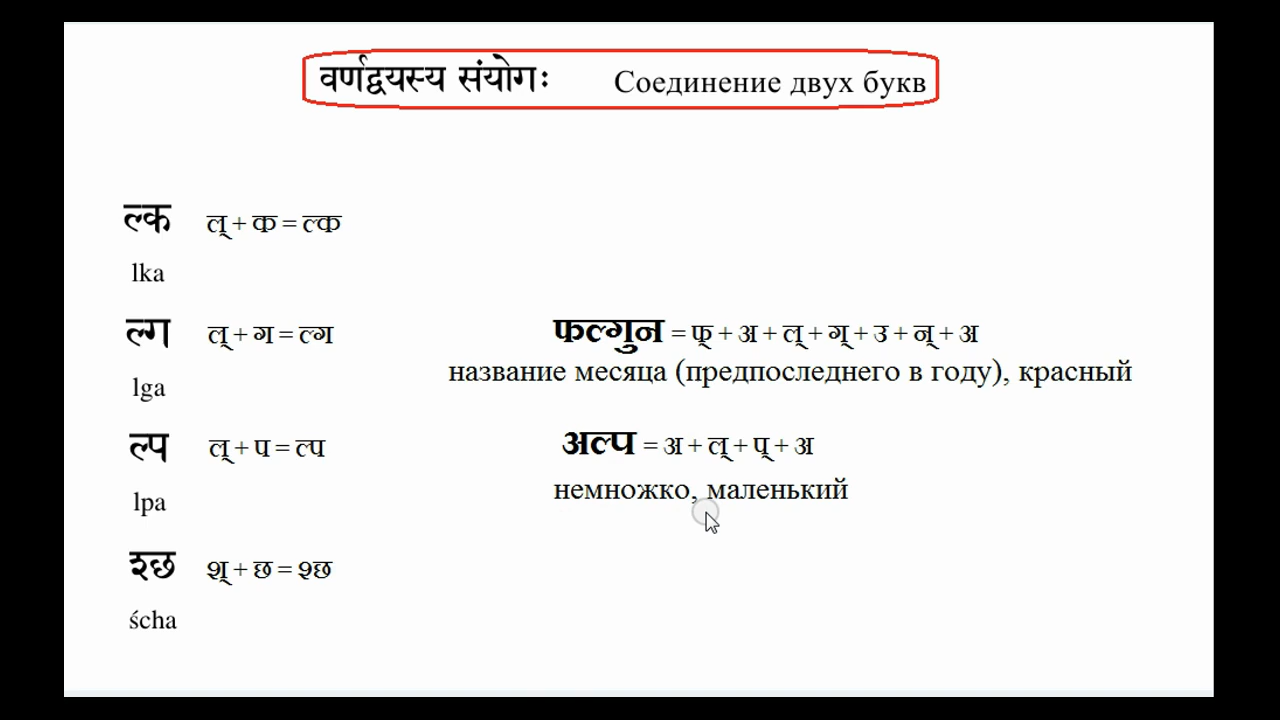 वर्णद्वयस्य संयोगः Соединение двух букв
ल्क ल् + क = ल्क
lka
ल्ग ल् + ग = ल्ग फल्गुन = फ् + अ + ल् + ग् + उ + न् + अ
lga название месяца (предпоследнего в году), красный
ल्प ल् + प = ल्प अल्प = अ + ल् + प् + अ
lpa немножко, маленький
श्छ श् + छ = श्छ
ścha